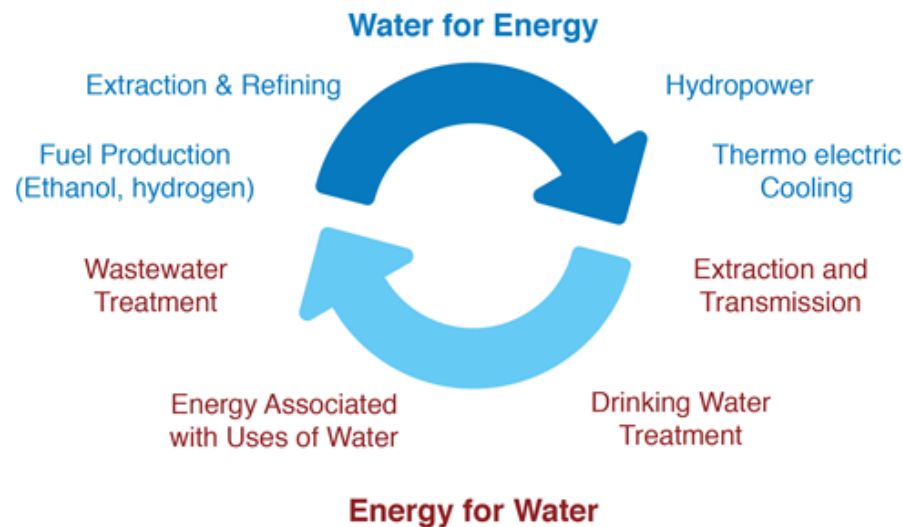 Water for Energy
Extraction & Refining
Hydropower
Fuel Production
(Ethanol, hydrogen)
Thermo electric
Cooling
Wastewater
Treatment
Extraction and
Transmission
Energy Associated
with Uses of Water
Drinking Water
Treatment
Energy for Water